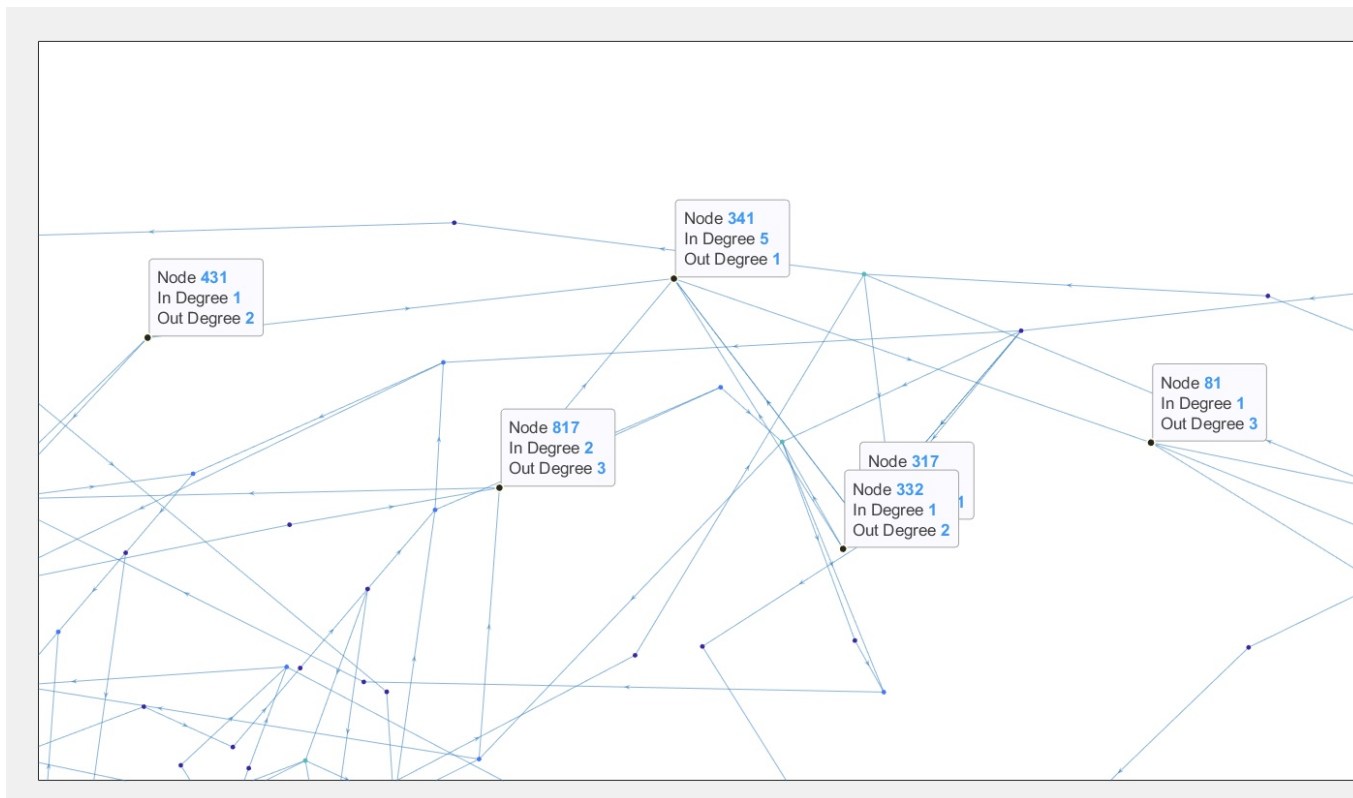 Node 341
In Degree 5
Out Degree 1
Node 431
In Degree 1
Out Degree 2
Node 81
In Degree 1
Out Degree 3
Node 817
In Degree 2
Out Degree 3
Node 317
1
Node 332
In Degree 1
Out Degree 2